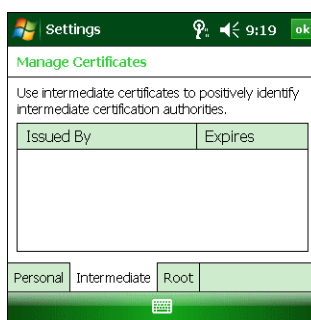 Settings 9:19 ok
Manage Certificates
Use intermediate certificates to positively identify
intermediate certification authorities.
Issued By Expires
Personal Intermediate Root